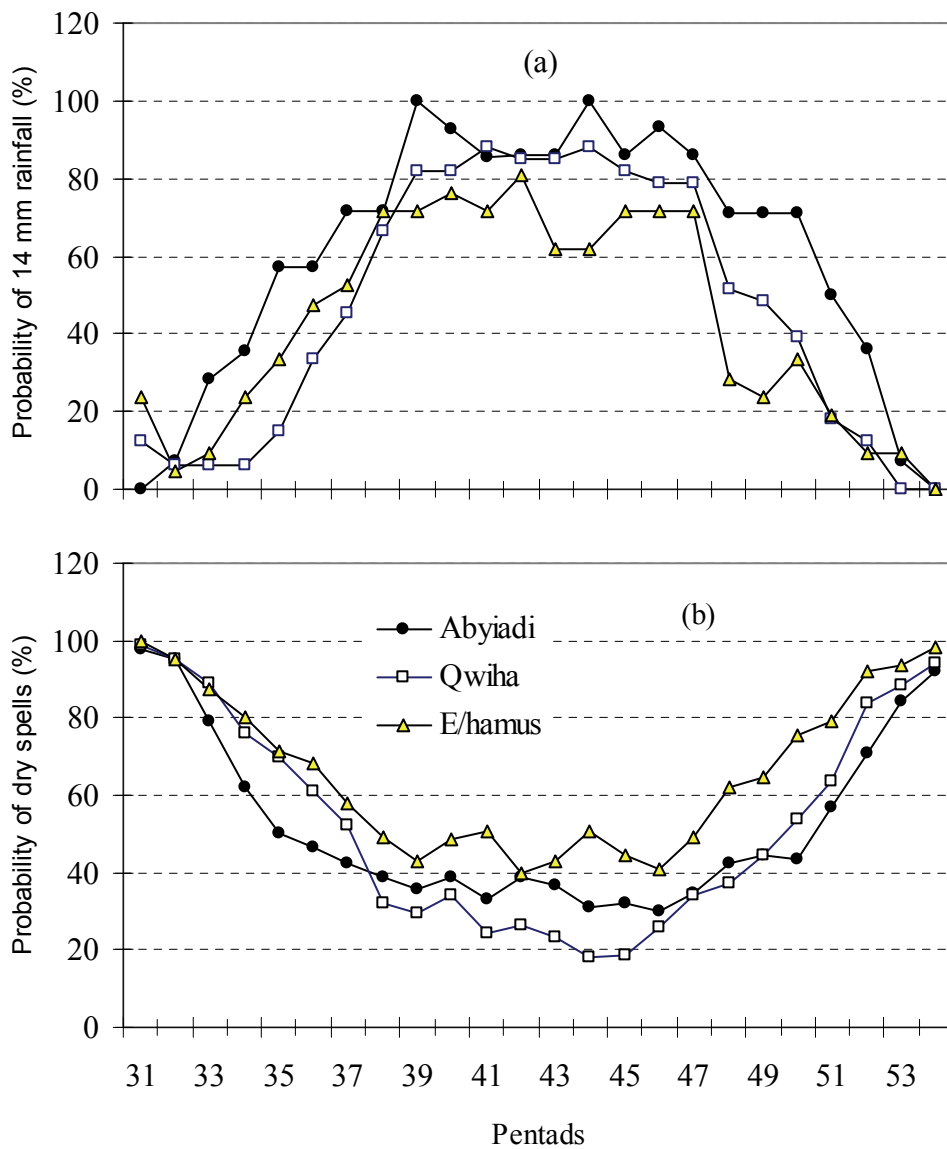 120
100
80
60
40
20
0
Probability of 14 mm rainfall (%)
(a)
120
100
80
60
40
20
0
Probability of dry spells (%)
(b)
Abyiadi
Qwiha
E/hamus
31 33 35 37 39 41 43 45 47 49 51 53
Pentads